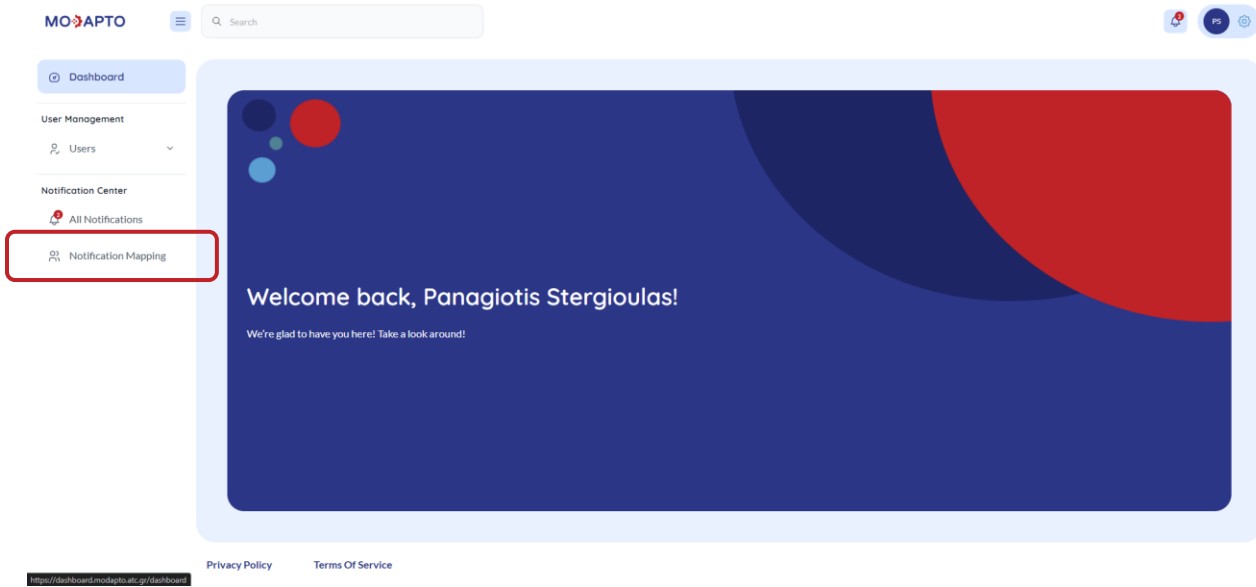 MODAPTO
Search
2
PS
Dashboard
User Management
Users
Notification Center
2
All Notifications
Notification Mapping
Welcome back, Panagiotis Stergioulas!
We're glad to have you here! Take a look around!
Privacy Policy
Terms Of Service
https://dashboard.modapto.atc.gr/dashboard